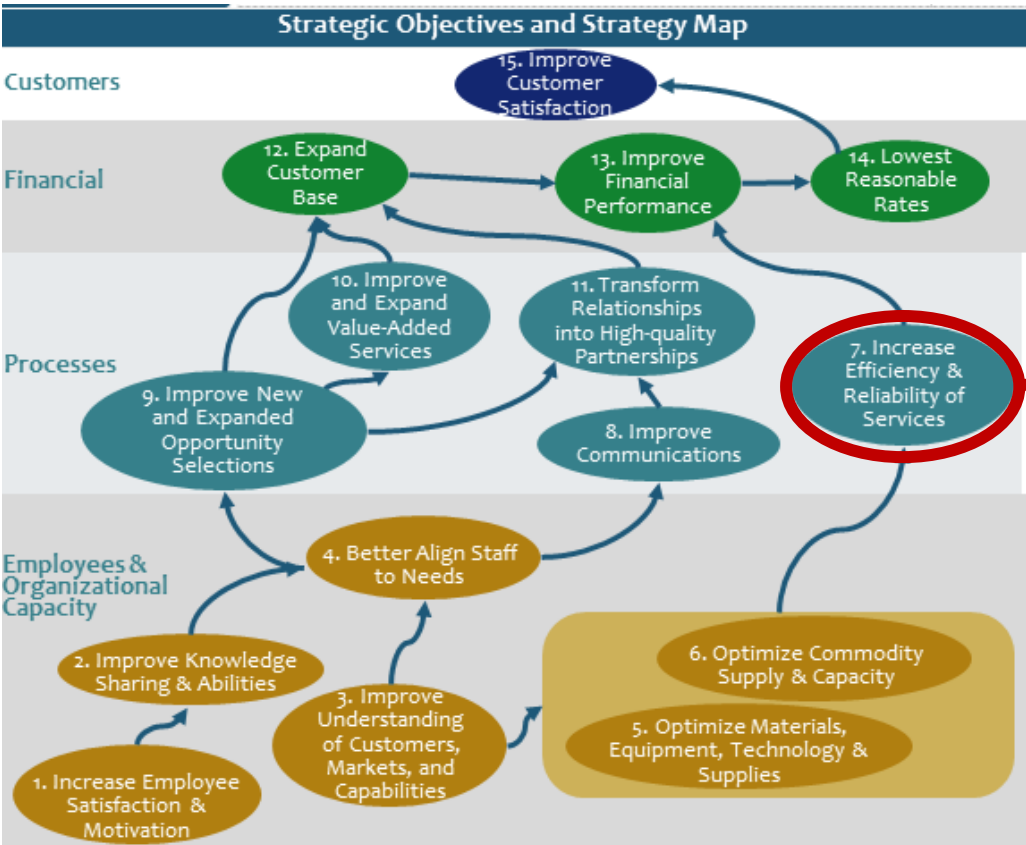 Strategic Objectives and Strategy Map
Customers
15. Improve
Customer
Satisfaction
Financial
12. Expand
Customer
Base
13. Improve
Financial
Performance
14. Lowest
Reasonable
Rates
Processes
10. Improve
and Expand
Value-Added
Services
11. Transform
Relationships
into High-quality
Partnerships
7. Increase
Efficiency &
Reliability of
Services
9. Improve New
and Expanded
Opportunity
Selections
8. Improve
Communications
Employees &
Organizational
Capacity
4. Better Align Staff
to Needs
2. Improve Knowledge
Sharing & Abilities
3. Improve
Understanding
of Customers,
Markets, and
Capabilities
6. Optimize Commodity
Supply & Capacity
5. Optimize Materials,
Equipment, Technology &
Supplies
1. Increase Employee
Satisfaction &
Motivation